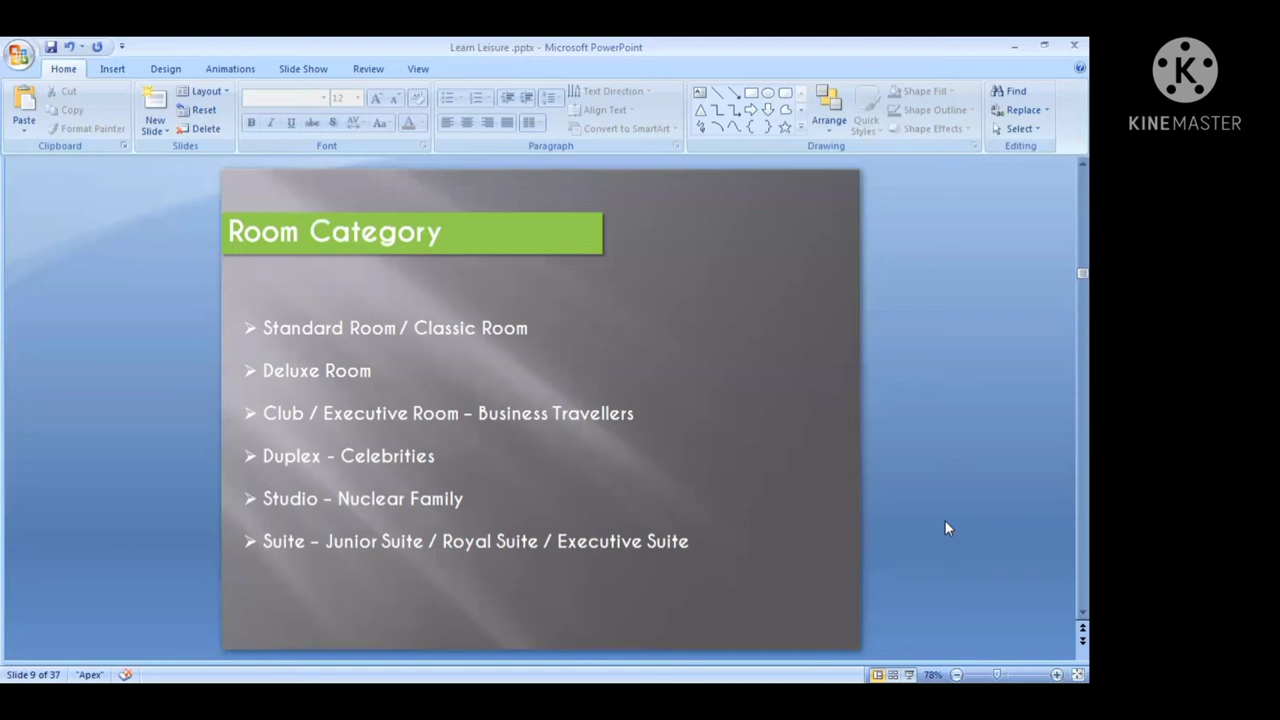 Learn Leisure .pptx - Microsoft PowerPoint
Home Insert Design Animations Slide Show Review View
Paste
Cut
Copy
Format Painter
Clipboard
New
Slide
Layout
Reset
Delete
Slides
12
B I U abc S AV Aa A
Font
Text Direction
Align Text
Convert to SmartArt
Paragraph
Arrange
Quick
Styles
Shape Fill
Shape Outline
Shape Effects
Drawing
Find
Replace
Select
Editing
K
KINEMASTER
Room Category
Standard Room / Classic Room
Deluxe Room
Club / Executive Room – Business Travellers
Duplex - Celebrities
Studio – Nuclear Family
Suite – Junior Suite / Royal Suite / Executive Suite
Slide 9 of 37 "Apex" 78%